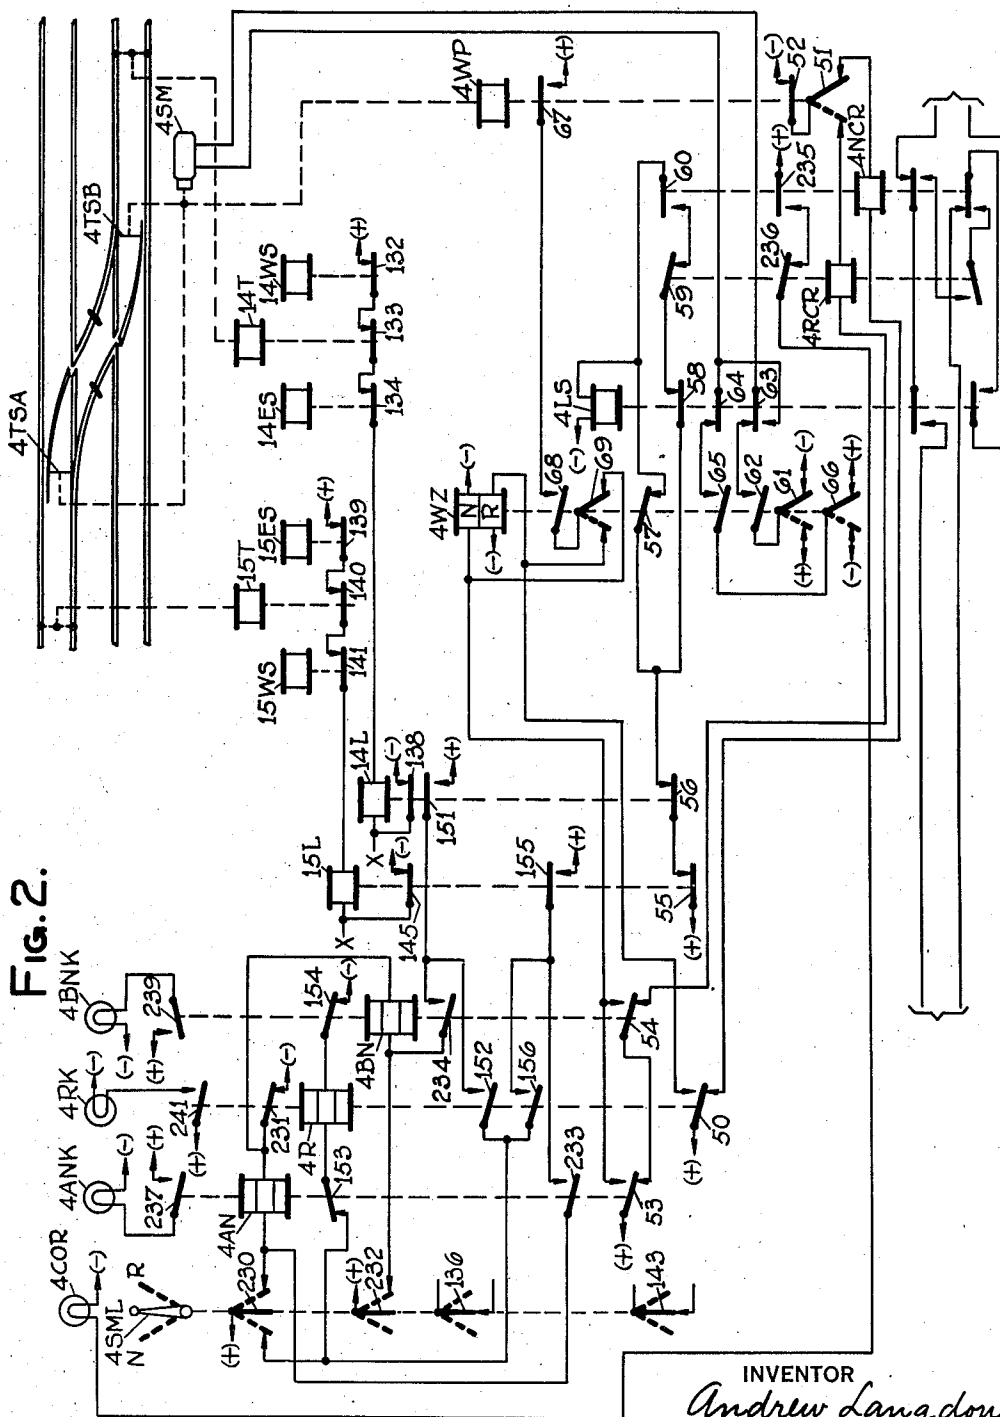 FIG. 2.
4TSA
4TSB
4SM
4WP
(+)
67
(-)
52
51
14WS
(+)
132
14T
133
14ES
134
15ES
(+)
139
15T
140
15WS
141
4WZ
N
R
(-)
(-)
68
(-)
69
57
4LS
58
59
60
64
63
65
62
61
(-)
(+)
66
(+)
(-)
235
(+)
236
4NCR
4RCR
14L
(-)
138
151
(+)
X
15L
(-)
145
X
155
(+)
56
55
(+)
4BNK
(-)
(+)
239
4RK
(-)
241
(+)
4ANK
(-)
(+)
237
4COR
(-)
4SML
N
R
154
(-)
4BN
234
231
(-)
4R
153
4AN
152
156
233
230
(+)
232
(+)
136
143
54
53
(+)
50
(+)
INVENTOR
Andrew Langdon